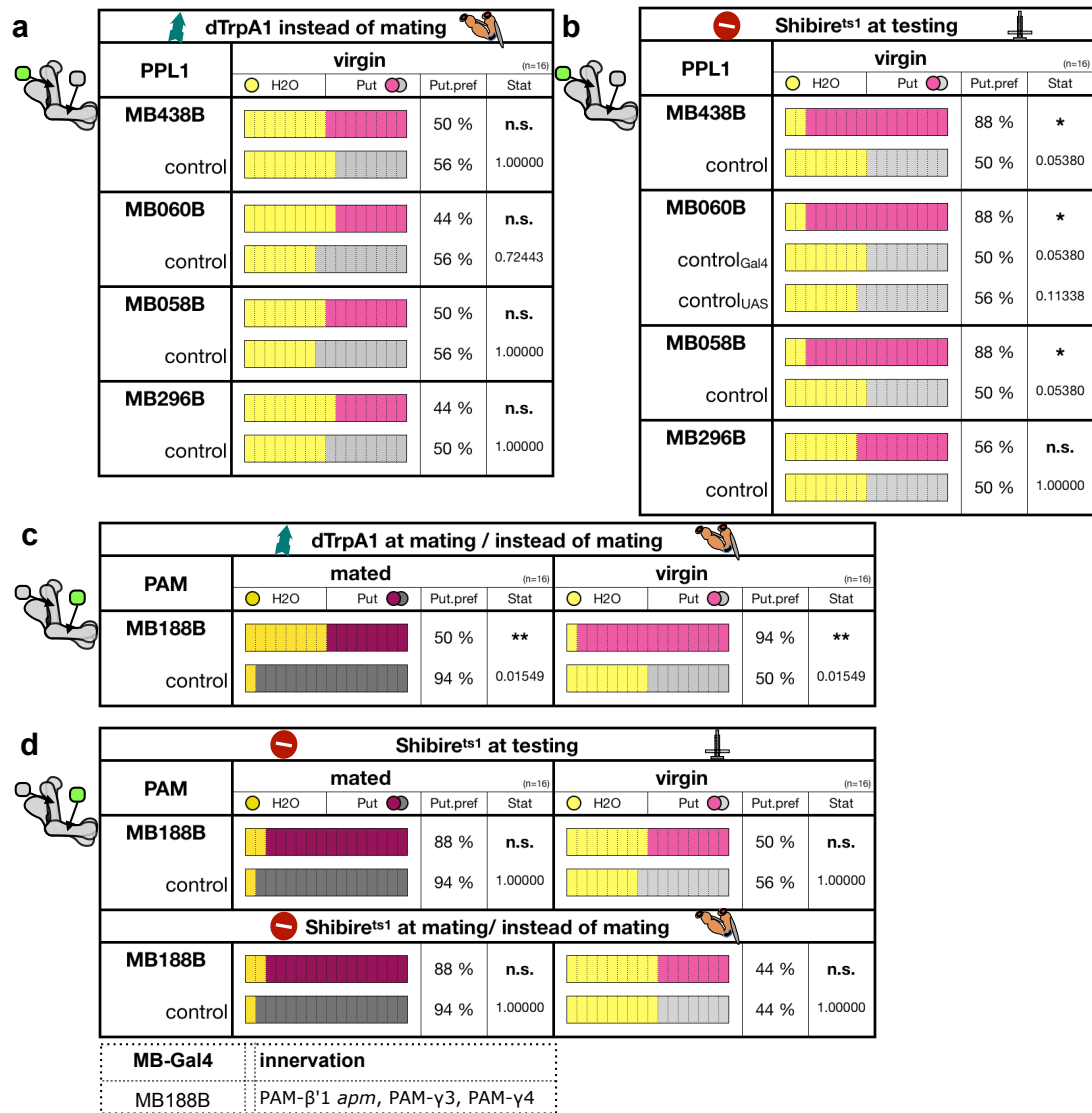 a
dTrpA1 instead of mating
PPL1
virgin
(n=16)
H2O Put Put.pref Stat
MB438B 50 % n.s.
control 56 % 1.00000
MB060B 44 % n.s.
control 56 % 0.72443
MB058B 50 % n.s.
control 56 % 1.00000
MB296B 44 % n.s.
control 50 % 1.00000
b
Shibireᵗˢ¹ at testing
PPL1
virgin
(n=16)
H2O Put Put.pref Stat
MB438B 88 % *
control 50 % 0.05380
MB060B 88 % *
controlGal4 50 % 0.05380
controlUAS 56 % 0.11338
MB058B 88 % *
control 50 % 0.05380
MB296B 56 % n.s.
control 50 % 1.00000
c
dTrpA1 at mating / instead of mating
PAM
mated (n=16) virgin (n=16)
H2O Put Put.pref Stat H2O Put Put.pref Stat
MB188B 50 % ** 94 % **
control 94 % 0.01549 50 % 0.01549
d
Shibireᵗˢ¹ at testing
PAM
mated (n=16) virgin (n=16)
H2O Put Put.pref Stat H2O Put Put.pref Stat
MB188B 88 % n.s. 50 % n.s.
control 94 % 1.00000 56 % 1.00000
Shibireᵗˢ¹ at mating/ instead of mating
MB188B 88 % n.s. 44 % n.s.
control 94 % 1.00000 44 % 1.00000
MB-Gal4 innervation
MB188B PAM-β'1 apm, PAM-γ3, PAM-γ4